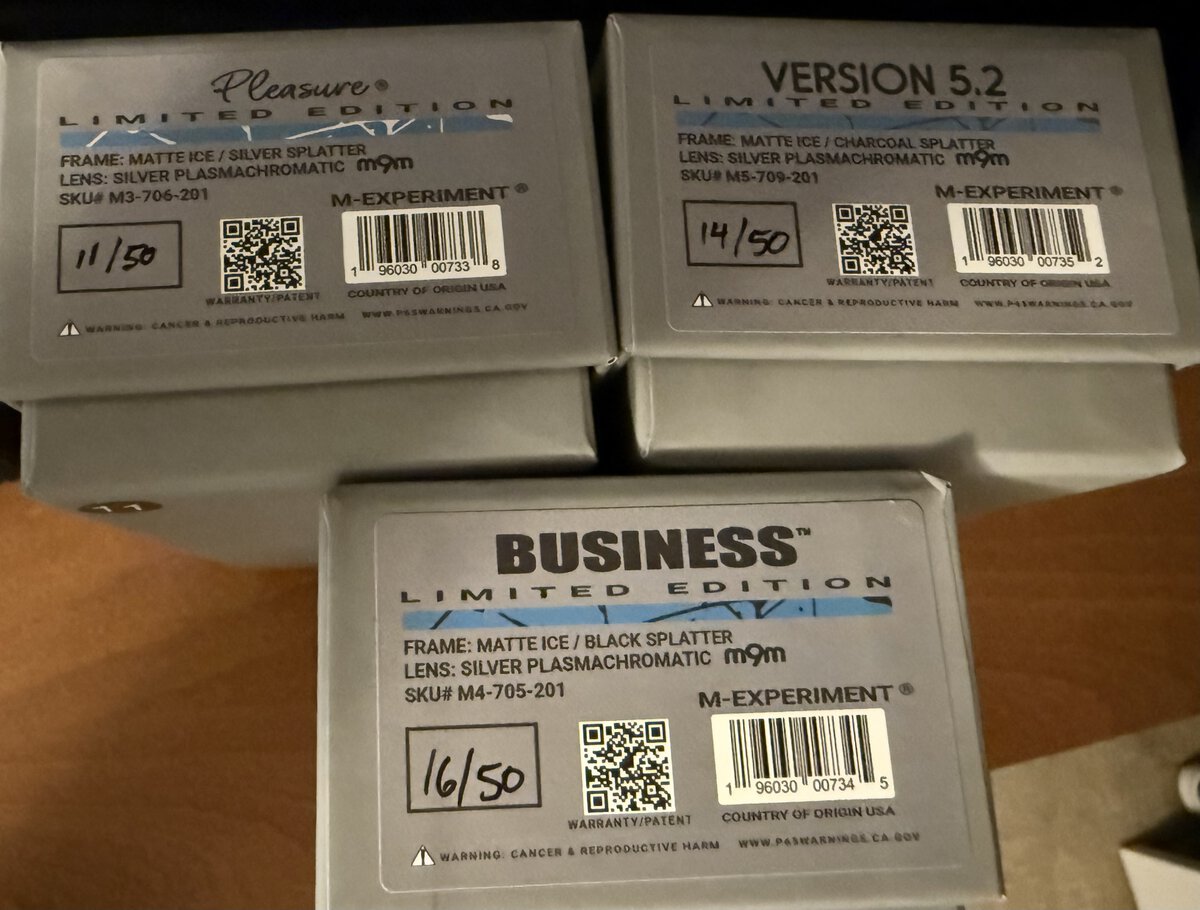 Pleasure®
LIMITED EDITION
FRAME: MATTE ICE / SILVER SPLATTER
LENS: SILVER PLASMACHROMATIC m9m
SKU# M3-706-201
M-EXPERIMENT®
11/50
1 96030 00733 8
WARRANTY/PATENT
COUNTRY OF ORIGIN USA
WARNING: CANCER & REPRODUCTIVE HARM WWW.P65WARNINGS.CA.GOV
11
VERSION 5.2
LIMITED EDITION
FRAME: MATTE ICE / CHARCOAL SPLATTER
LENS: SILVER PLASMACHROMATIC m9m
SKU# M5-709-201
M-EXPERIMENT®
14/50
1 96030 00735 2
WARRANTY/PATENT
COUNTRY OF ORIGIN USA
WARNING: CANCER & REPRODUCTIVE HARM WWW.P65WARNINGS.CA.GOV
BUSINESS™
LIMITED EDITION
FRAME: MATTE ICE / BLACK SPLATTER
LENS: SILVER PLASMACHROMATIC m9m
SKU# M4-705-201
M-EXPERIMENT®
16/50
1 96030 00734 5
WARRANTY/PATENT
COUNTRY OF ORIGIN USA
WARNING: CANCER & REPRODUCTIVE HARM WWW.P65WARNINGS.CA.GOV